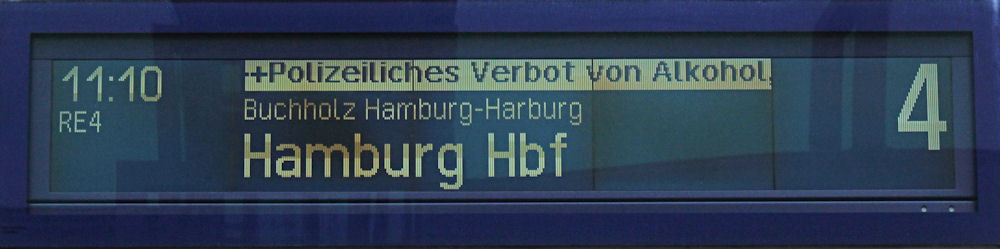 11:10
RE4
++Polizeiliches Verbot von Alkohol,
Buchholz Hamburg-Harburg
Hamburg Hbf
4